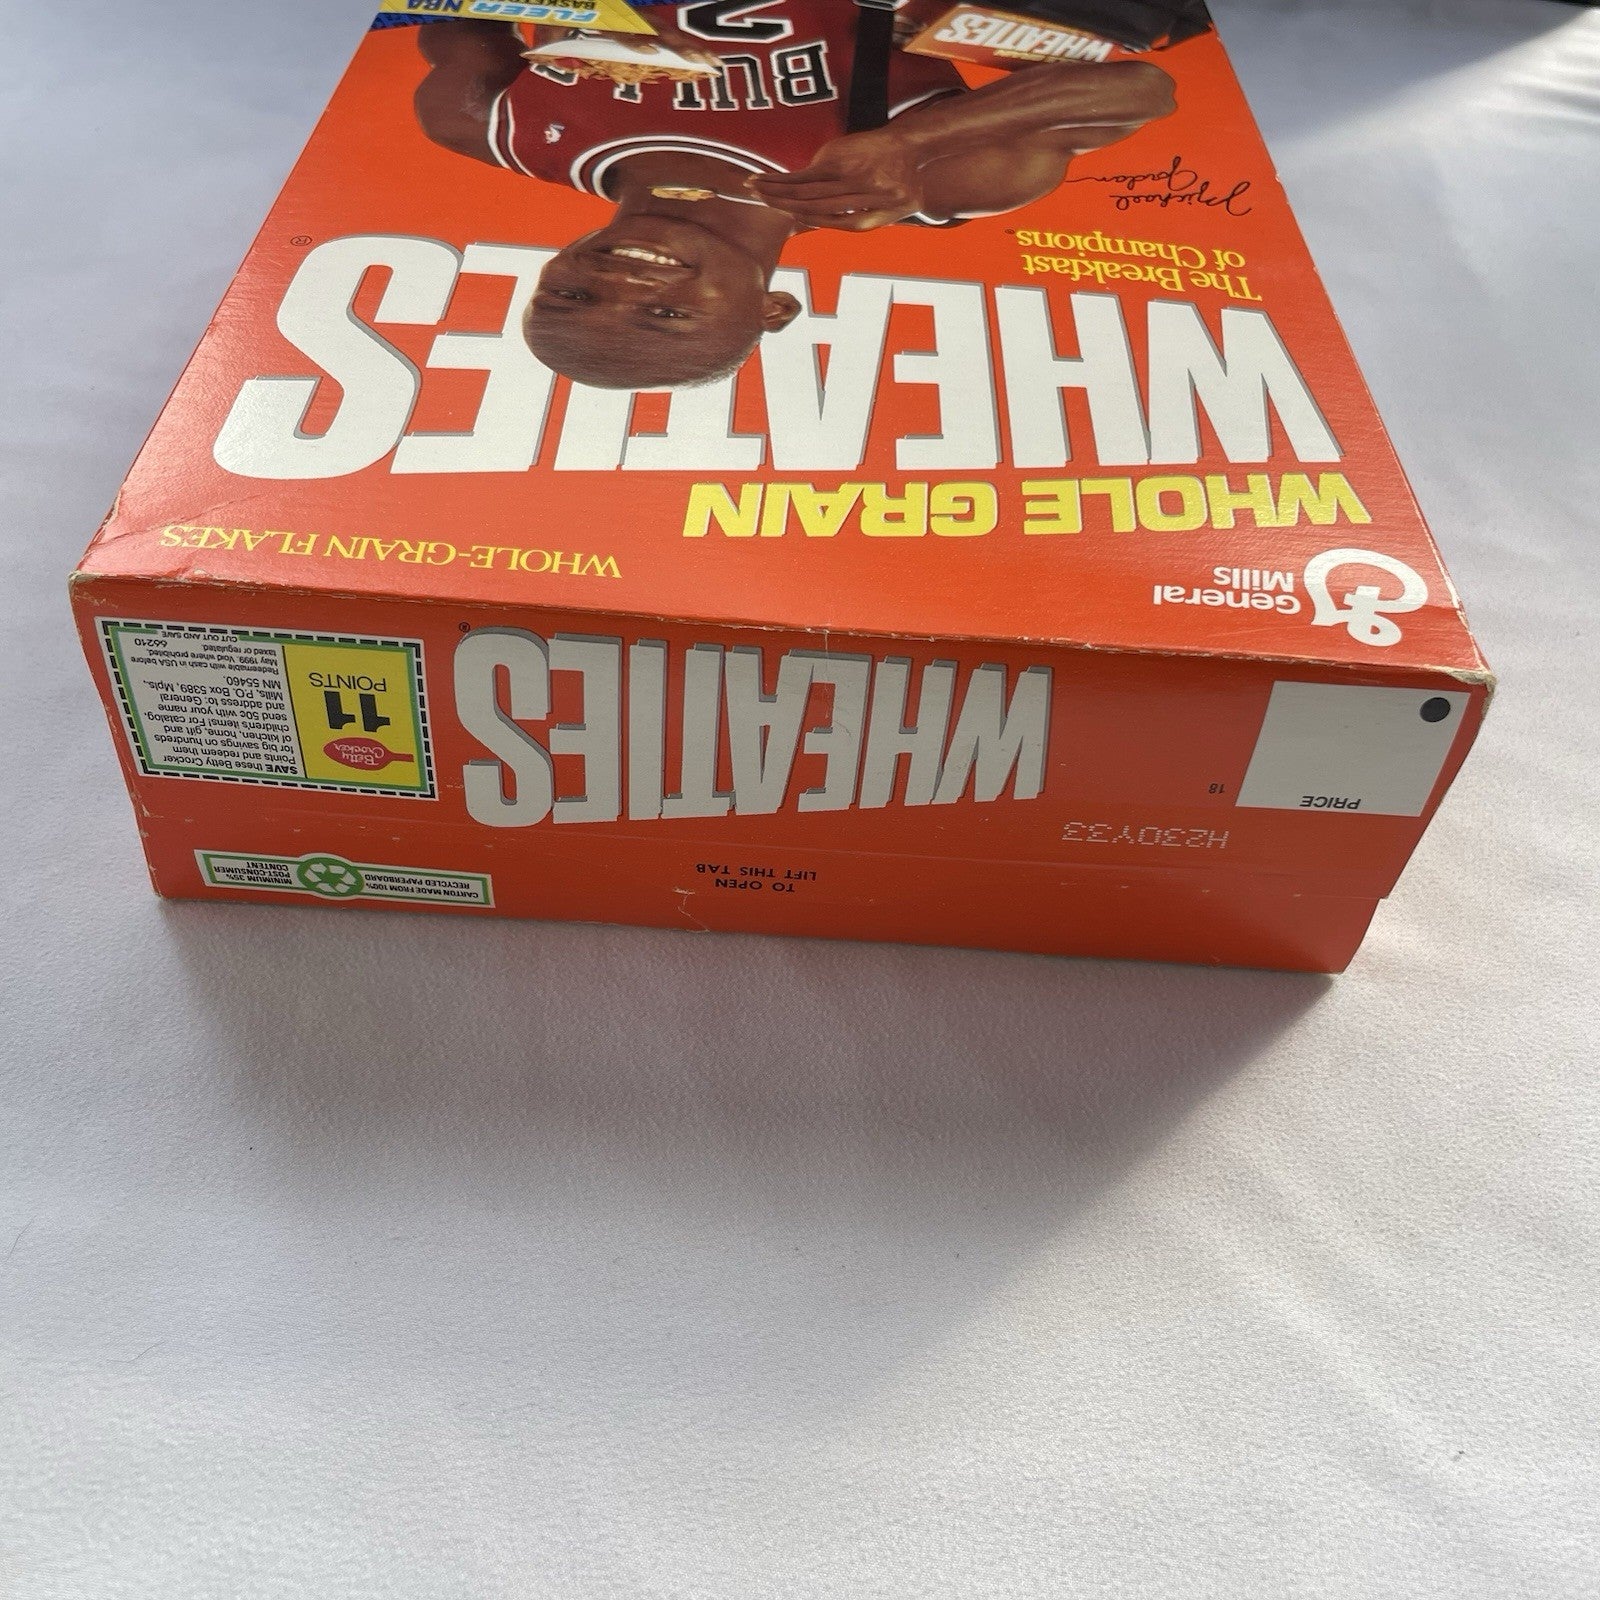 General
Mills
WHOLE GRAIN
WHOLE-GRAIN FLAKES
WHEATIES
®
The Breakfast
of Champions®
Michael
Jordan
WHEATIES
BULLS
2
FLEER NBA
PRICE
18
H230Y33
WHEATIES®
11
POINTS
Betty
Crocker
SAVE these Betty Crocker
Points and redeem them
for big savings on hundreds
of kitchen, home, gift and
children's items! For catalog,
send 50c with your name
and address to: General
Mills, P.O. Box 5389, Mpls.,
MN 55460.
Redeemable with cash in USA before
May 1999. Void where prohibited,
taxed or regulated
66210
CUT OUT AND SAVE
TO OPEN
LIFT THIS TAB
CARTON MADE FROM 100%
RECYCLED PAPERBOARD
MINIMUM 35%
POST-CONSUMER
CONTENT